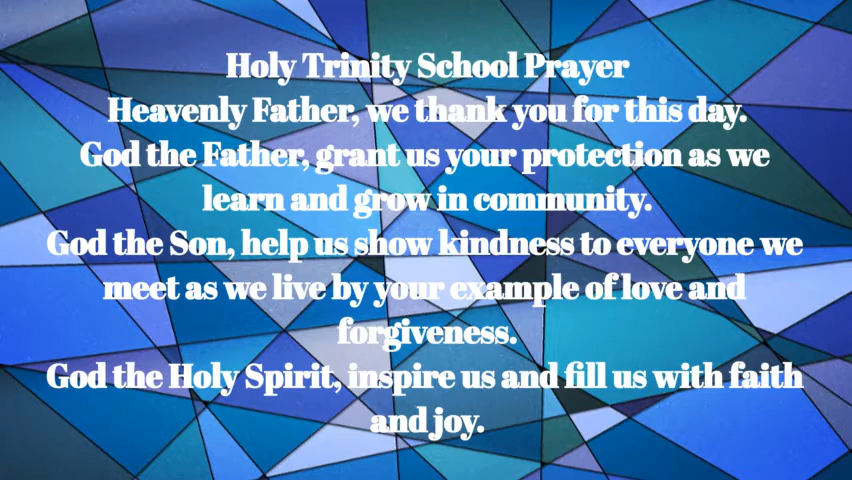 Holy Trinity School Prayer
Heavenly Father, we thank you for this day.
God the Father, grant us your protection as we
learn and grow in community.
God the Son, help us show kindness to everyone we
meet as we live by your example of love and
forgiveness.
God the Holy Spirit, inspire us and fill us with faith
and joy.